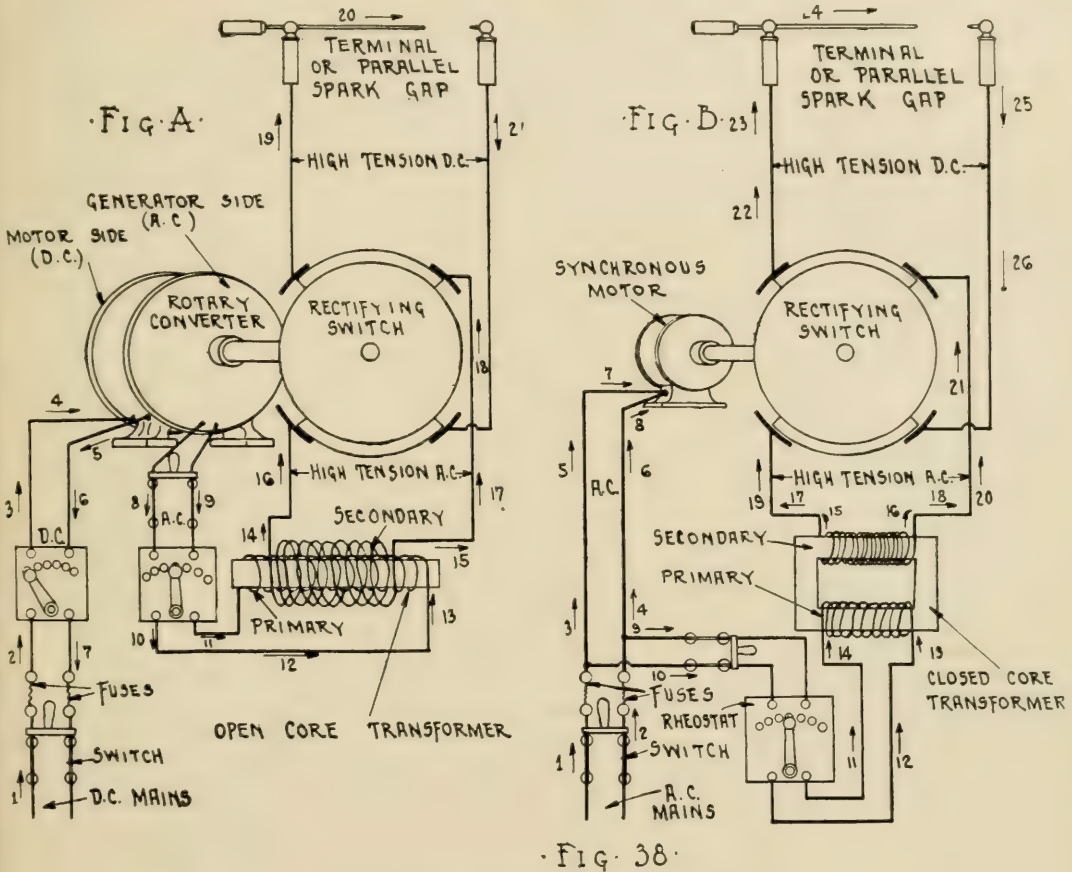 20
TERMINAL
OR PARALLEL
SPARK GAP
·FIG·A·
19
21
HIGH TENSION D.C.
GENERATOR SIDE
(A.C)
MOTOR SIDE
(D.C.)
ROTARY
CONVERTER
RECTIFYING
SWITCH
18
4
5
3
6
8
9
A.C.
D.C.
16
HIGH TENSION A.C.
17
14
SECONDARY
15
PRIMARY
13
10
11
12
2
7
FUSES
OPEN CORE TRANSFORMER
SWITCH
1
D.C. MAINS
24
TERMINAL
OR PARALLEL
SPARK GAP
·FIG·B·
23
25
HIGH TENSION D.C.
22
26
SYNCHRONOUS
MOTOR
RECTIFYING
SWITCH
7
8
21
5
6
A.C.
HIGH TENSION A.C.
19
17
18
20
15
16
SECONDARY
PRIMARY
3
4
9
14
13
10
CLOSED CORE
TRANSFORMER
FUSES
RHEOSTAT
2
SWITCH
11
12
1
A.C.
MAINS
·FIG· 38·